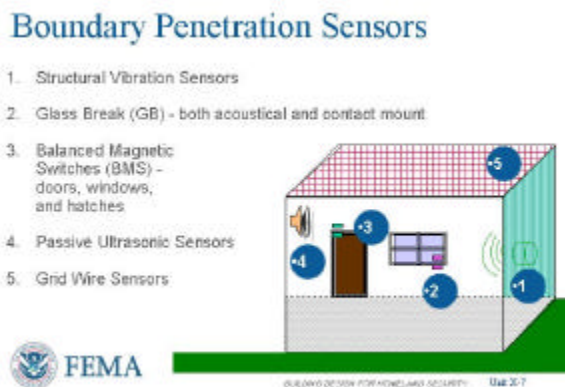 Boundary Penetration Sensors
1. Structural Vibration Sensors
2. Glass Break (GB) - both acoustical and contact mount
3. Balanced Magnetic
Switches (BMS) -
doors, windows,
and hatches
4. Passive Ultrasonic Sensors
5. Grid Wire Sensors
•5
•3
•4
•2
•1
FEMA
BUILDING DESIGN FOR HOMELAND SECURITY